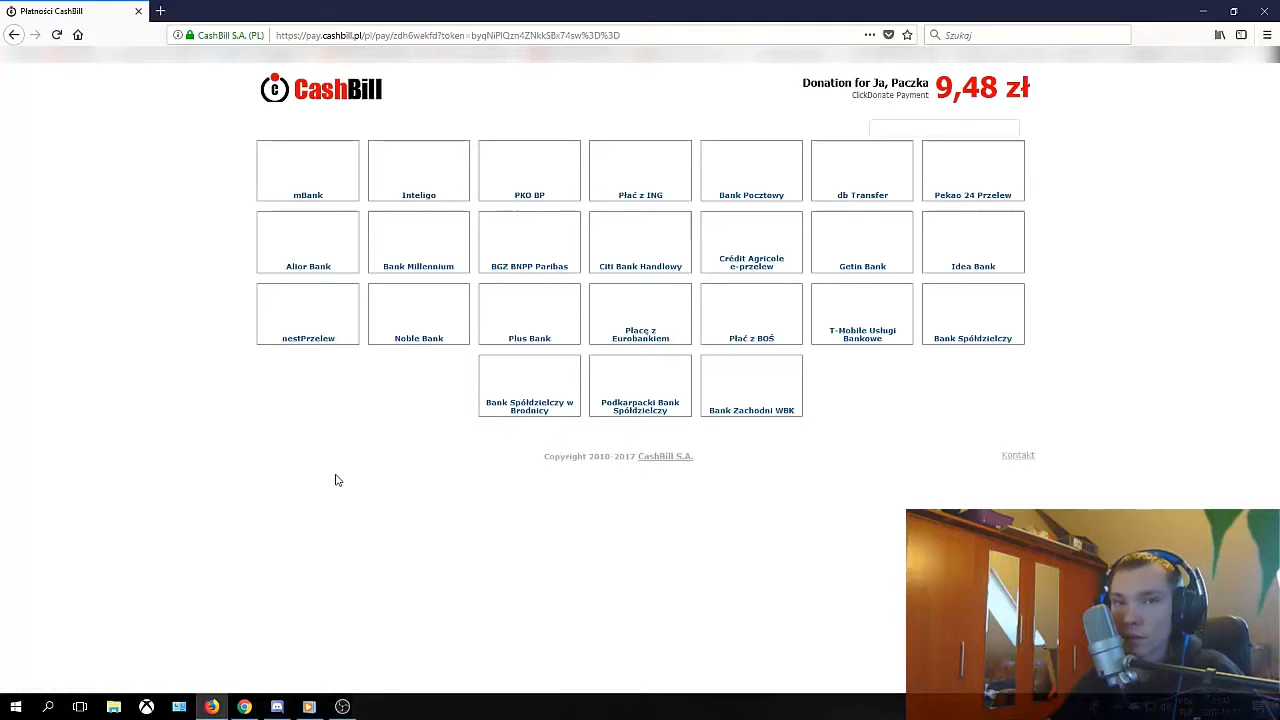 Płatności CashBill
CashBill S.A. (PL)
https://pay.cashbill.pl/pl/pay/zdh6wekfd?token=byqNiPlQzn4ZNkkSBx74sw%3D%3D
Szukaj
CashBill
Donation for Ja, Paczka
ClickDonate Payment
9,48 zł
mBank
Inteligo
PKO BP
Płać z ING
Bank Pocztowy
db Transfer
Pekao 24 Przelew
Alior Bank
Bank Millennium
BGZ BNPP Paribas
Citi Bank Handlowy
Crédit Agricole
e-przelew
Getin Bank
Idea Bank
nestPrzelew
Noble Bank
Plus Bank
Płacę z
Eurobankiem
Płać z BOŚ
T-Mobile Usługi
Bankowe
Bank Spółdzielczy
Bank Spółdzielczy w
Brodnicy
Podkarpacki Bank
Spółdzielczy
Bank Zachodni WBK
Copyright 2010-2017 CashBill S.A.
Kontakt